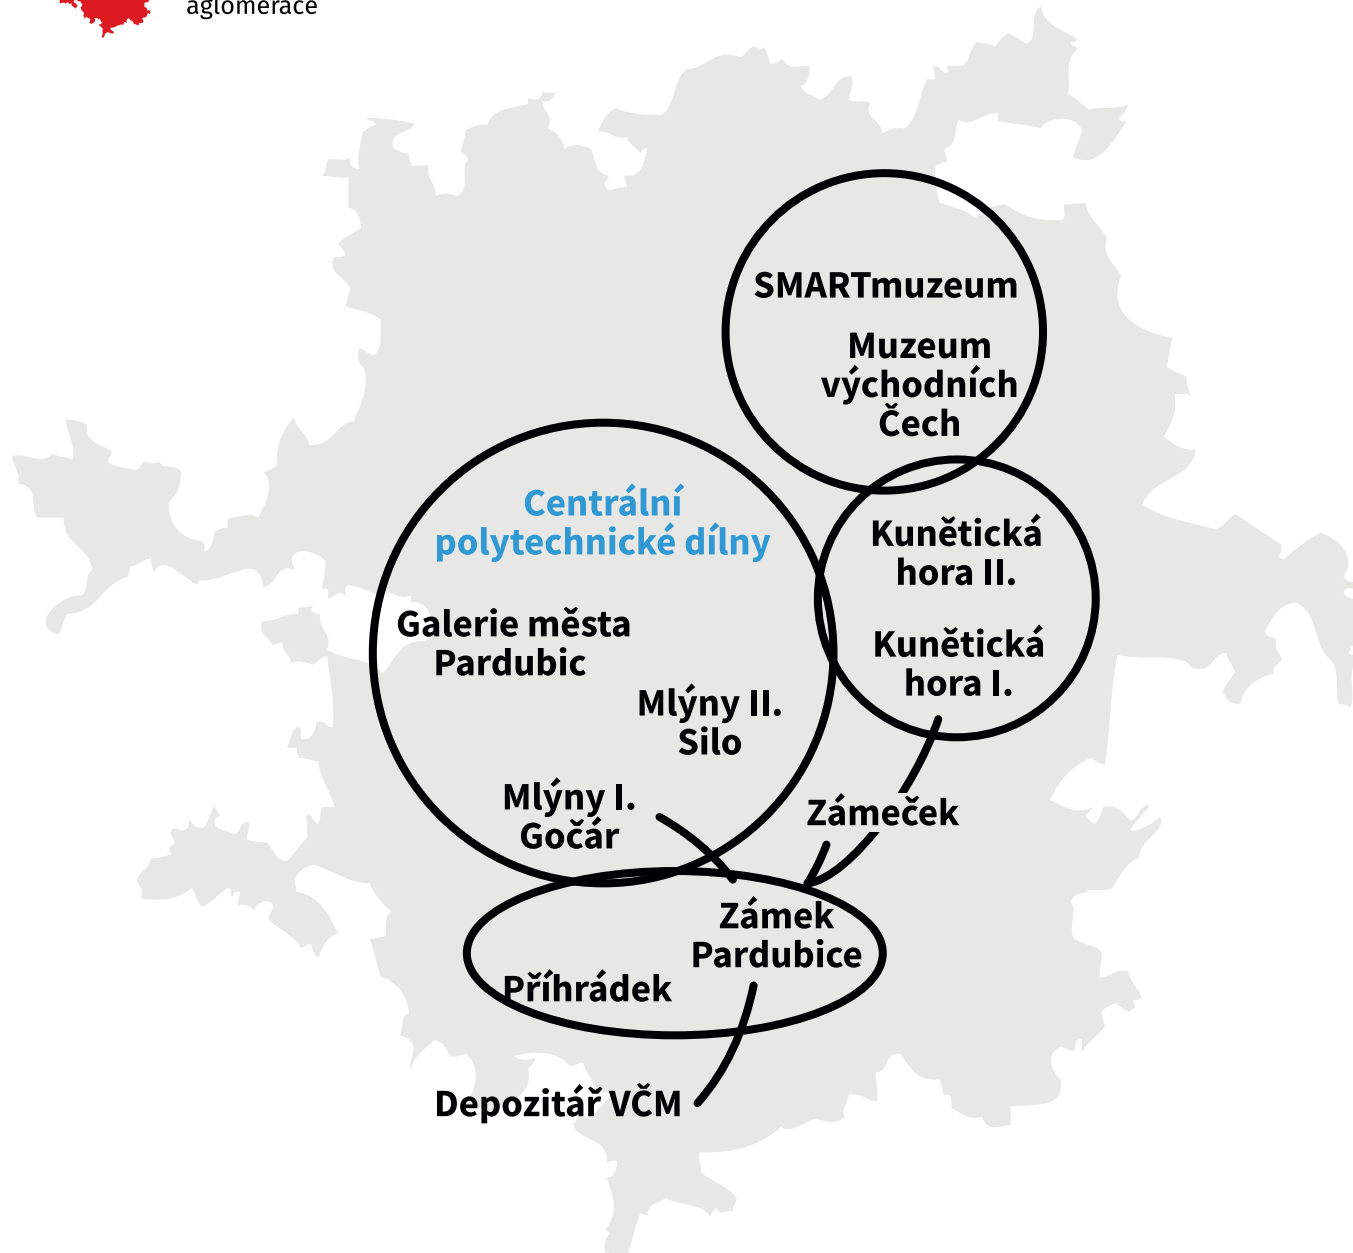 aglomerace
SMARTmuzeum
Muzeum
východních
Čech
Centrální
polytechnické dílny
Kunětická
hora II.
Galerie města
Pardubic
Kunětická
hora I.
Mlýny II.
Silo
Mlýny I.
Gočár
Zámeček
Zámek
Pardubice
Příhrádek
Depozitář VČM